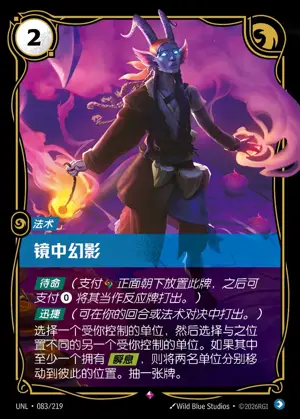 2
法术
镜中幻影
待命 (支付 正面朝下放置此牌，之后可
支付 0 将其当作反应牌打出。)
迅捷 (可在你的回合或法术对决中打出。)
选择一个受你控制的单位，然后选择与之位
置不同的另一个受你控制的单位。如果其中
至少一个拥有 瞬息，则将两名单位分别移
动到彼此的位置。抽一张牌。
UNL • 083/219
Wild Blue Studios • ©2026RGI